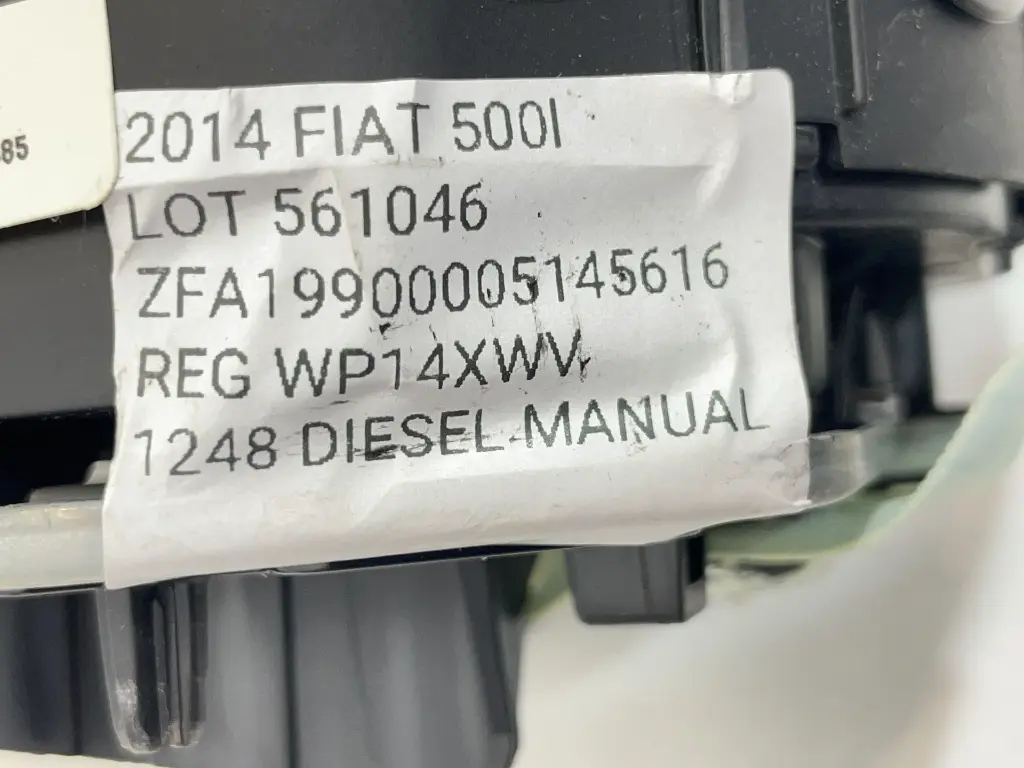 2014 FIAT 500l
LOT 561046
ZFA19900005145616
REG WP14XWV
1248 DIESEL MANUAL